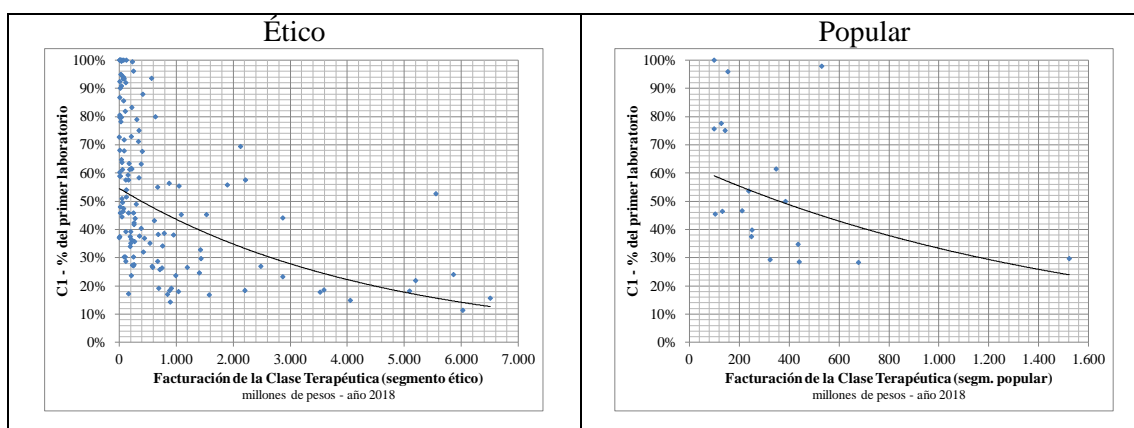 Ético
100%
90%
80%
70%
60%
50%
40%
30%
20%
10%
0%
C1 - % del primer laboratorio
0 1.000 2.000 3.000 4.000 5.000 6.000 7.000
Facturación de la Clase Terapéutica (segmento ético)
millones de pesos - año 2018
Popular
100%
90%
80%
70%
60%
50%
40%
30%
20%
10%
0%
C1 - % del primer laboratorio
0 200 400 600 800 1.000 1.200 1.400 1.600
Facturación de la Clase Terapéutica (segm. popular)
millones de pesos - año 2018